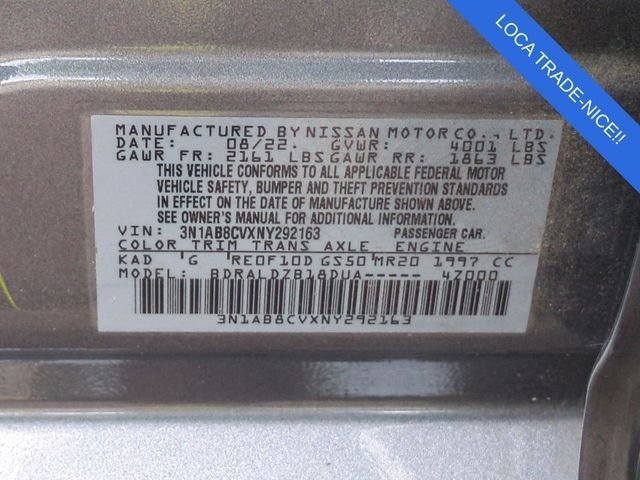 LOCA TRADE-NICE!!
MANUFACTURED BY NISSAN MOTOR CO., LTD.
DATE: 08/22. GVWR: 4001 LBS
GAWR FR: 2161 LBS GAWR RR: 1863 LBS
THIS VEHICLE CONFORMS TO ALL APPLICABLE FEDERAL MOTOR
VEHICLE SAFETY, BUMPER AND THEFT PREVENTION STANDARDS
IN EFFECT ON THE DATE OF MANUFACTURE SHOWN ABOVE.
SEE OWNER'S MANUAL FOR ADDITIONAL INFORMATION.
VIN: 3N1AB8CVXNY292163 PASSENGER CAR.
COLOR TRIM TRANS AXLE ENGINE
KAD 'G 'RE0F10D GS50'MR20 1997 CC
MODEL: BDRALDZB18DUA----- 4Z000
3N1AB8CVXNY292163